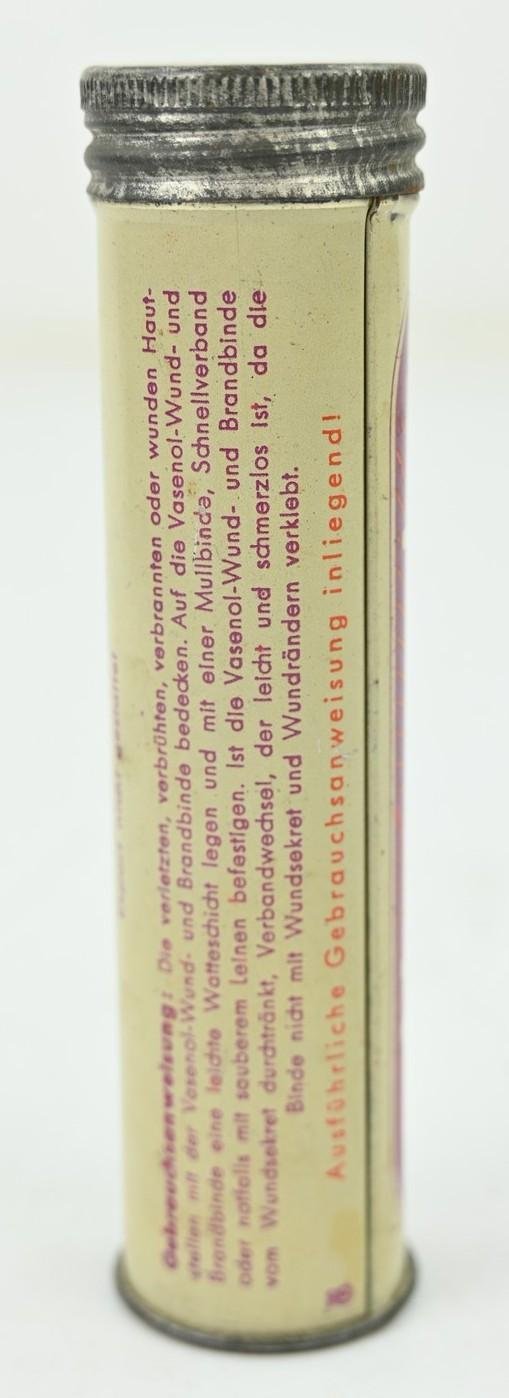 Gebrauchsanweisung: Die verletzten, verbrühten, verbrannten oder wunden Haut-
stellen mit der Vasenol-Wund- und Brandbinde bedecken. Auf die Vasenol-Wund- und
Brandbinde eine leichte Watteschicht legen und mit einer Mullbinde, Schnellverband
oder notfalls mit sauberem Leinen befestigen. Ist die Vasenol-Wund- und Brandbinde
vom Wundsekret durchtränkt, Verbandwechsel, der leicht und schmerzlos ist, da die
Binde nicht mit Wundsekret und Wundrändern verklebt.
Ausführliche Gebrauchsanweisung inliegend!